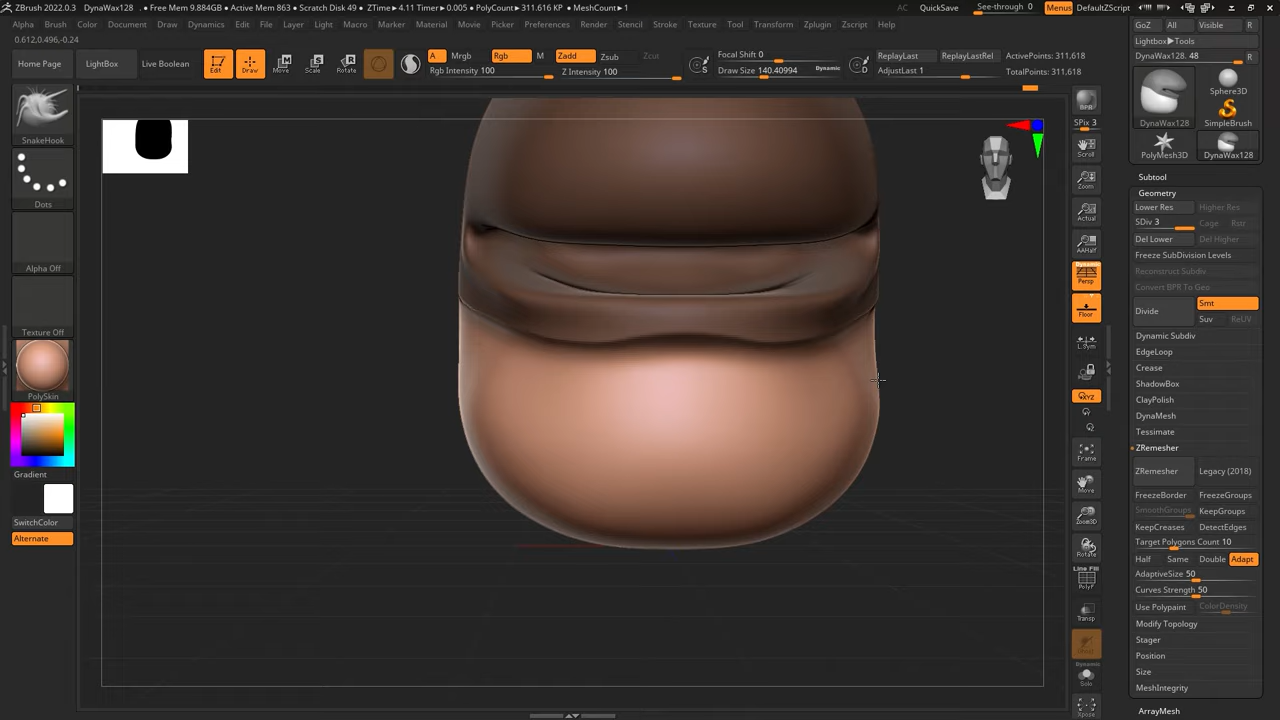 ZBrush 2022.0.3 DynaWax128 . • Free Mem 9.884GB • Active Mem 863 • Scratch Disk 49 • ZTime▸4.11 Timer▸0.005 • PolyCount▸311.616 KP • MeshCount▸1 AC QuickSave See-through 0 Menus DefaultZScript
Alpha Brush Color Document Draw Dynamics Edit File Layer Light Macro Marker Material Movie Picker Preferences Render Stencil Stroke Texture Tool Transform Zplugin Zscript Help
0.612,0.496,-0.24
Home Page LightBox Live Boolean Edit Draw Move Scale Rotate
A Mrgb Rgb M Zadd Zsub Zcut
Rgb Intensity 100 Z Intensity 100
Focal Shift 0
Draw Size 140.40994 Dynamic
S D
ReplayLast ReplayLastRel
AdjustLast 1
ActivePoints: 311,618
TotalPoints: 311,618
SnakeHook
Dots
Alpha Off
Texture Off
PolySkin
Gradient
SwitchColor
Alternate
BPR
SPix 3
Scroll
Zoom
Actual
AAHalf
Dynamic
Persp
Floor
L.Sym
XYZ
Frame
Move
Zoom3D
Rotate
Line Fill
PolyF
Transp
Dynamic
Solo
Xpose
GoZ All Visible R
Lightbox▸Tools
DynaWax128. 48 R
DynaWax128
Sphere3D
SimpleBrush
PolyMesh3D
DynaWax128
Subtool
Geometry
Lower Res Higher Res
SDiv 3 Cage Rstr
Del Lower Del Higher
Freeze SubDivision Levels
Reconstruct Subdiv
Convert BPR To Geo
Divide Smt
Suv ReUV
Dynamic Subdiv
EdgeLoop
Crease
ShadowBox
ClayPolish
DynaMesh
Tessimate
ZRemesher
ZRemesher Legacy (2018)
FreezeBorder FreezeGroups
SmoothGroups KeepGroups
KeepCreases DetectEdges
Target Polygons Count 10
Half Same Double Adapt
AdaptiveSize 50
Curves Strength 50
Use Polypaint ColorDensity
Modify Topology
Stager
Position
Size
MeshIntegrity
ArrayMesh